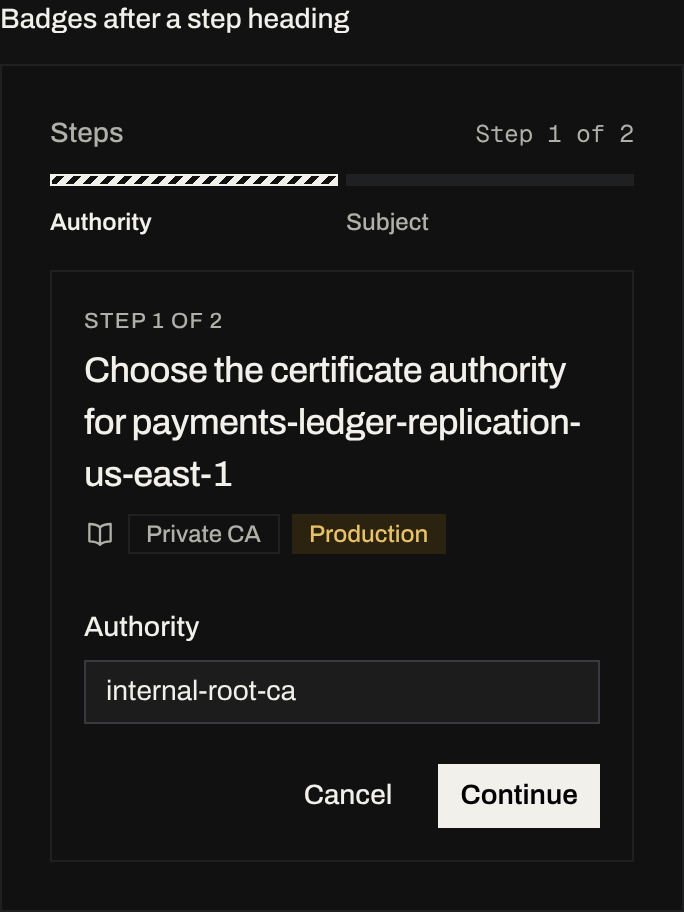 Badges after a step heading
Steps
Step 1 of 2
Authority
Subject
STEP 1 OF 2
Choose the certificate authority
for payments-ledger-replication-
us-east-1
Private CA
Production
Authority
internal-root-ca
Cancel
Continue